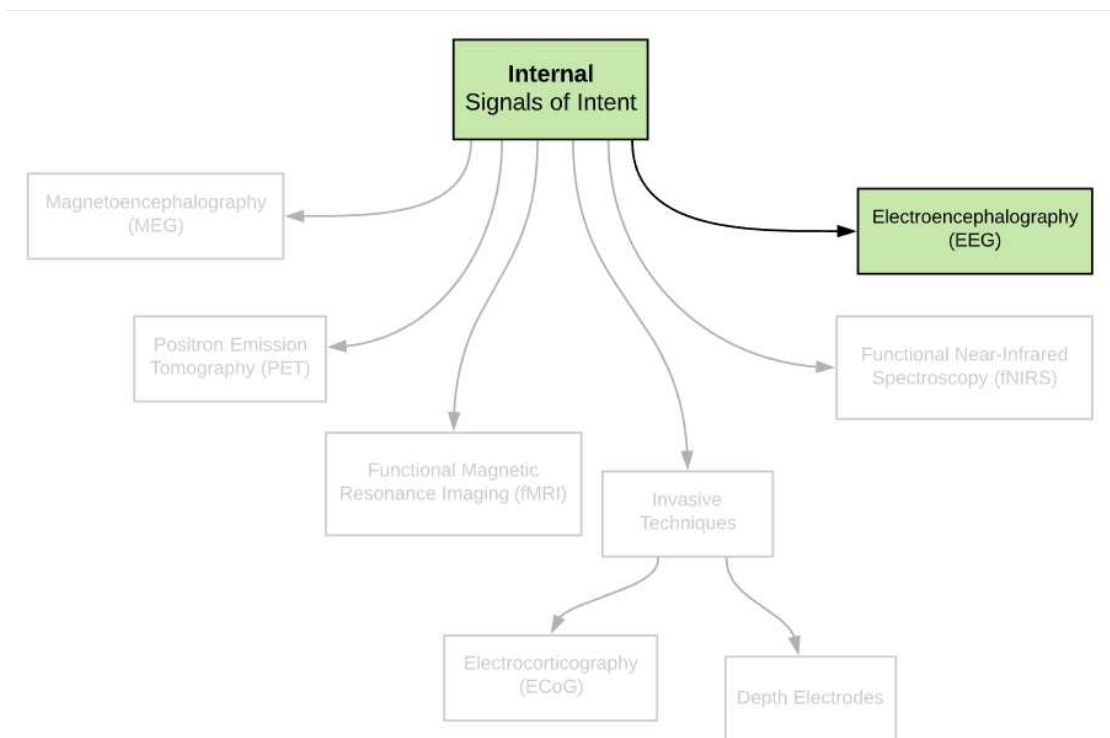 Internal
Signals of Intent
Magnetoencephalography
(MEG)
Electroencephalography
(EEG)
Positron Emission
Tomography (PET)
Functional Near-Infrared
Spectroscopy (fNIRS)
Functional Magnetic
Resonance Imaging (fMRI)
Invasive
Techniques
Electrocorticography
(ECoG)
Depth Electrodes